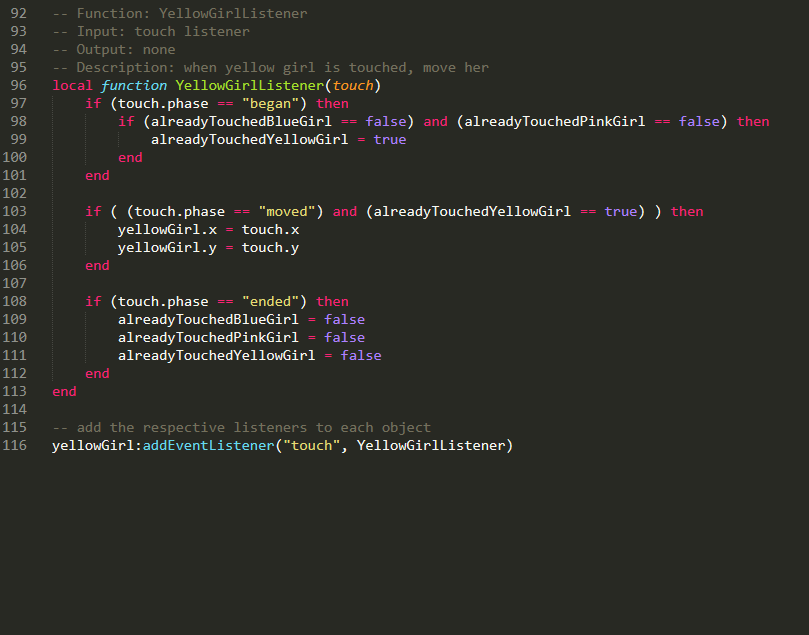 92 -- Function: YellowGirlListener
93 -- Input: touch listener
94 -- Output: none
95 -- Description: when yellow girl is touched, move her
96 local function YellowGirlListener(touch)
97     if (touch.phase == "began") then
98         if (alreadyTouchedBlueGirl == false) and (alreadyTouchedPinkGirl == false) then
99             alreadyTouchedYellowGirl = true
100         end
101     end
102
103     if ( (touch.phase == "moved") and (alreadyTouchedYellowGirl == true) ) then
104         yellowGirl.x = touch.x
105         yellowGirl.y = touch.y
106     end
107
108     if (touch.phase == "ended") then
109         alreadyTouchedBlueGirl = false
110         alreadyTouchedPinkGirl = false
111         alreadyTouchedYellowGirl = false
112     end
113 end
114
115 -- add the respective listeners to each object
116 yellowGirl:addEventListener("touch", YellowGirlListener)